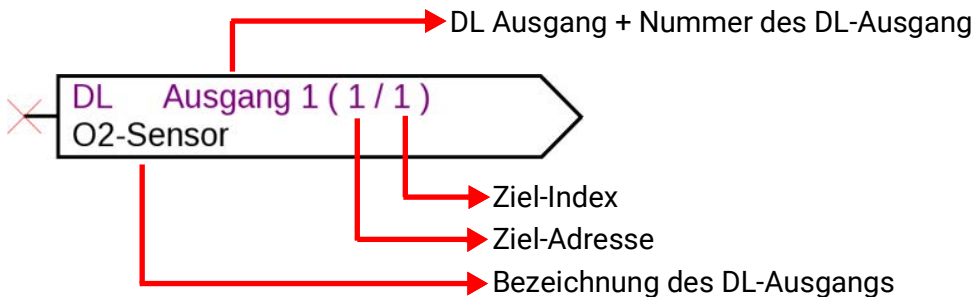 DL Ausgang + Nummer des DL-Ausgang
DL Ausgang 1 ( 1 / 1 )
O2-Sensor
Ziel-Index
Ziel-Adresse
Bezeichnung des DL-Ausgangs